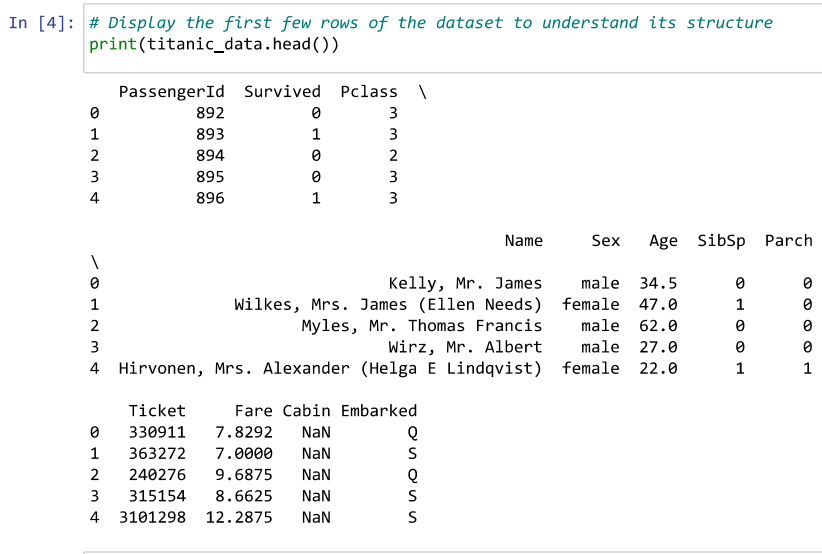 In [4]: # Display the first few rows of the dataset to understand its structure
print(titanic_data.head())
PassengerId  Survived  Pclass  \
0          892         0       3
1          893         1       3
2          894         0       2
3          895         0       3
4          896         1       3
Name     Sex   Age  SibSp  Parch
\
0                              Kelly, Mr. James    male  34.5      0      0
1              Wilkes, Mrs. James (Ellen Needs)  female  47.0      1      0
2                     Myles, Mr. Thomas Francis    male  62.0      0      0
3                              Wirz, Mr. Albert    male  27.0      0      0
4  Hirvonen, Mrs. Alexander (Helga E Lindqvist)  female  22.0      1      1
Ticket     Fare Cabin Embarked
0   330911   7.8292   NaN        Q
1   363272   7.0000   NaN        S
2   240276   9.6875   NaN        Q
3   315154   8.6625   NaN        S
4  3101298  12.2875   NaN        S